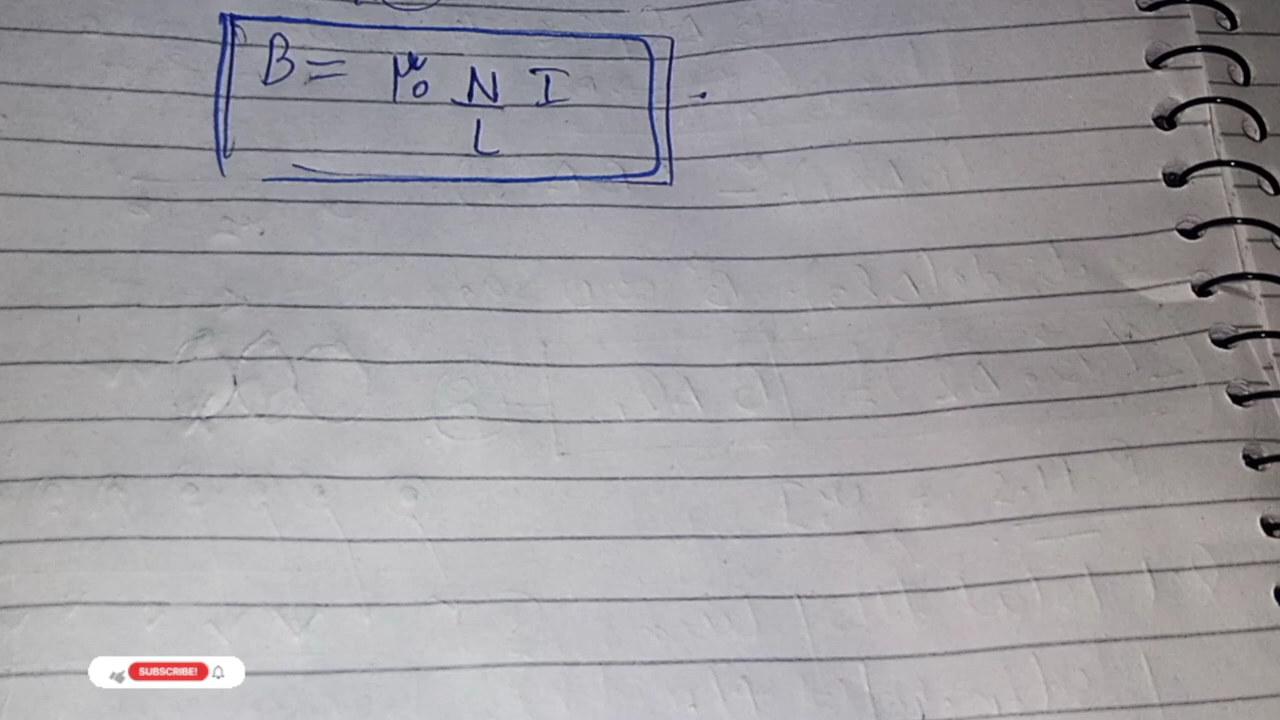 B = μ₀ N/L I .
SUBSCRIBE!